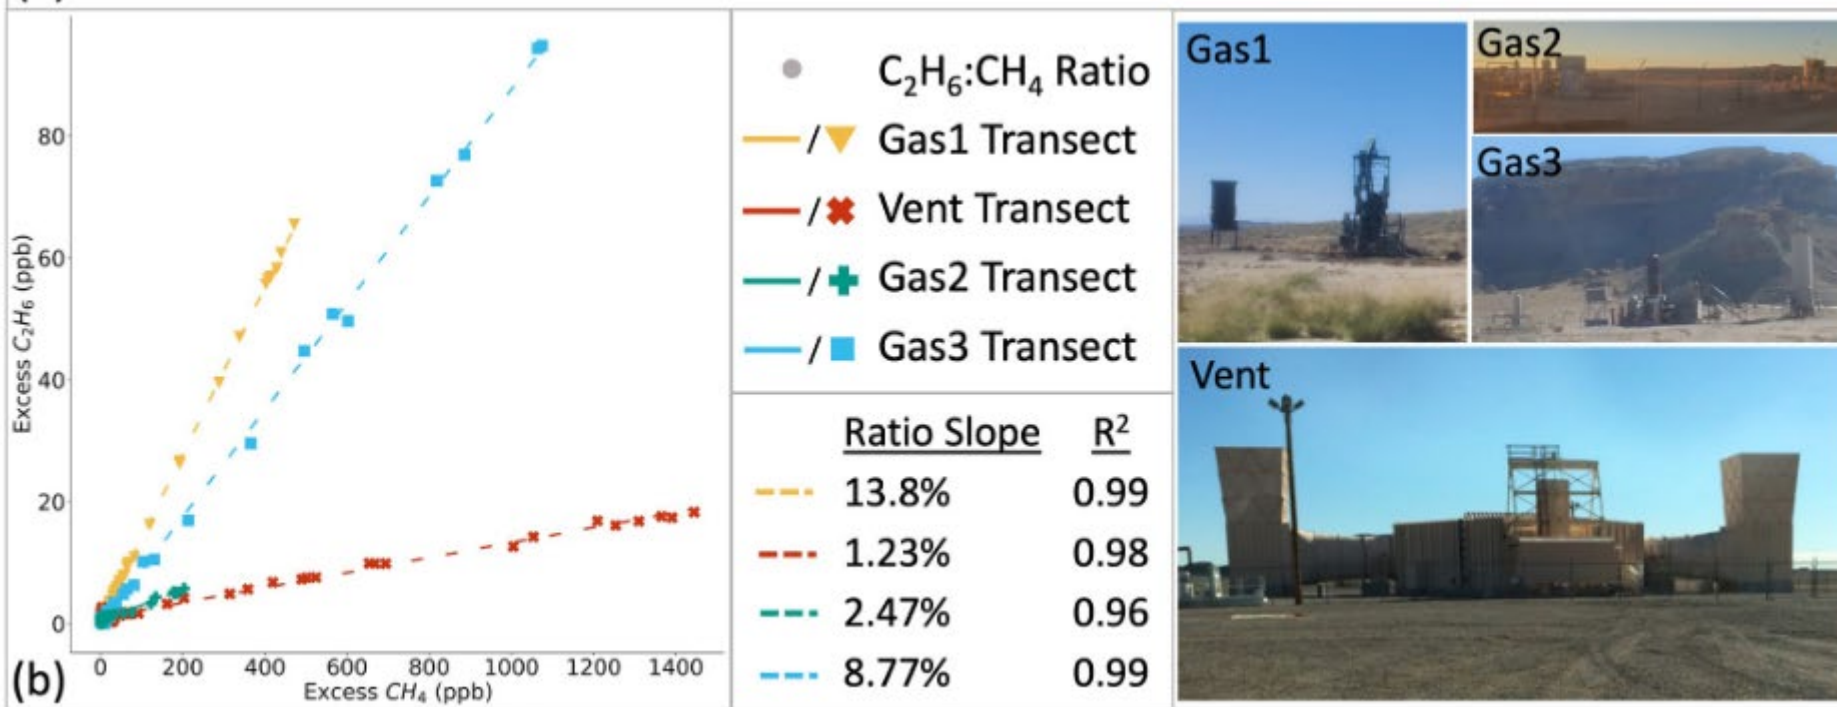 80
60
40
20
0
Excess C₂H₆ (ppb)
0 200 400 600 800 1000 1200 1400
Excess CH₄ (ppb)
(b)
C₂H₆:CH₄ Ratio
/ Gas1 Transect
/ Vent Transect
/ Gas2 Transect
/ Gas3 Transect
Ratio Slope R²
13.8% 0.99
1.23% 0.98
2.47% 0.96
8.77% 0.99
Gas1
Gas2
Gas3
Vent